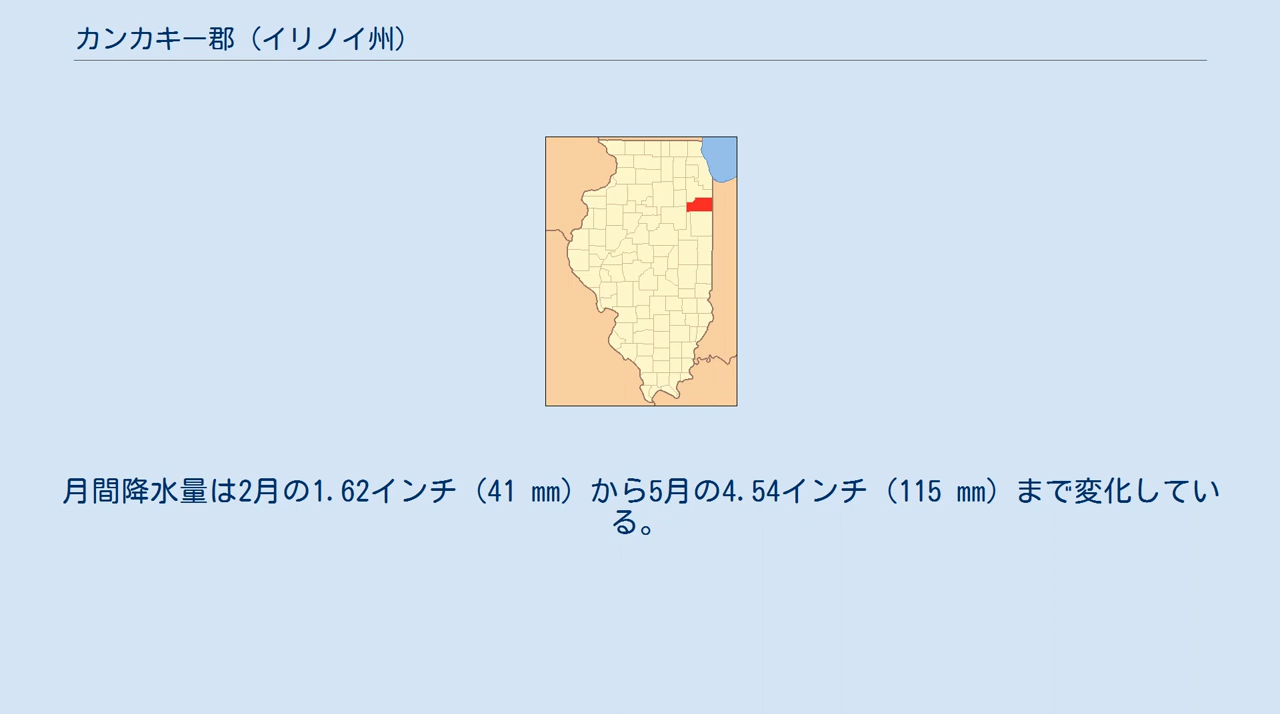 カンカキー郡（イリノイ州）
月間降水量は2月の1.62インチ（41 mm）から5月の4.54インチ（115 mm）まで変化してい
る。